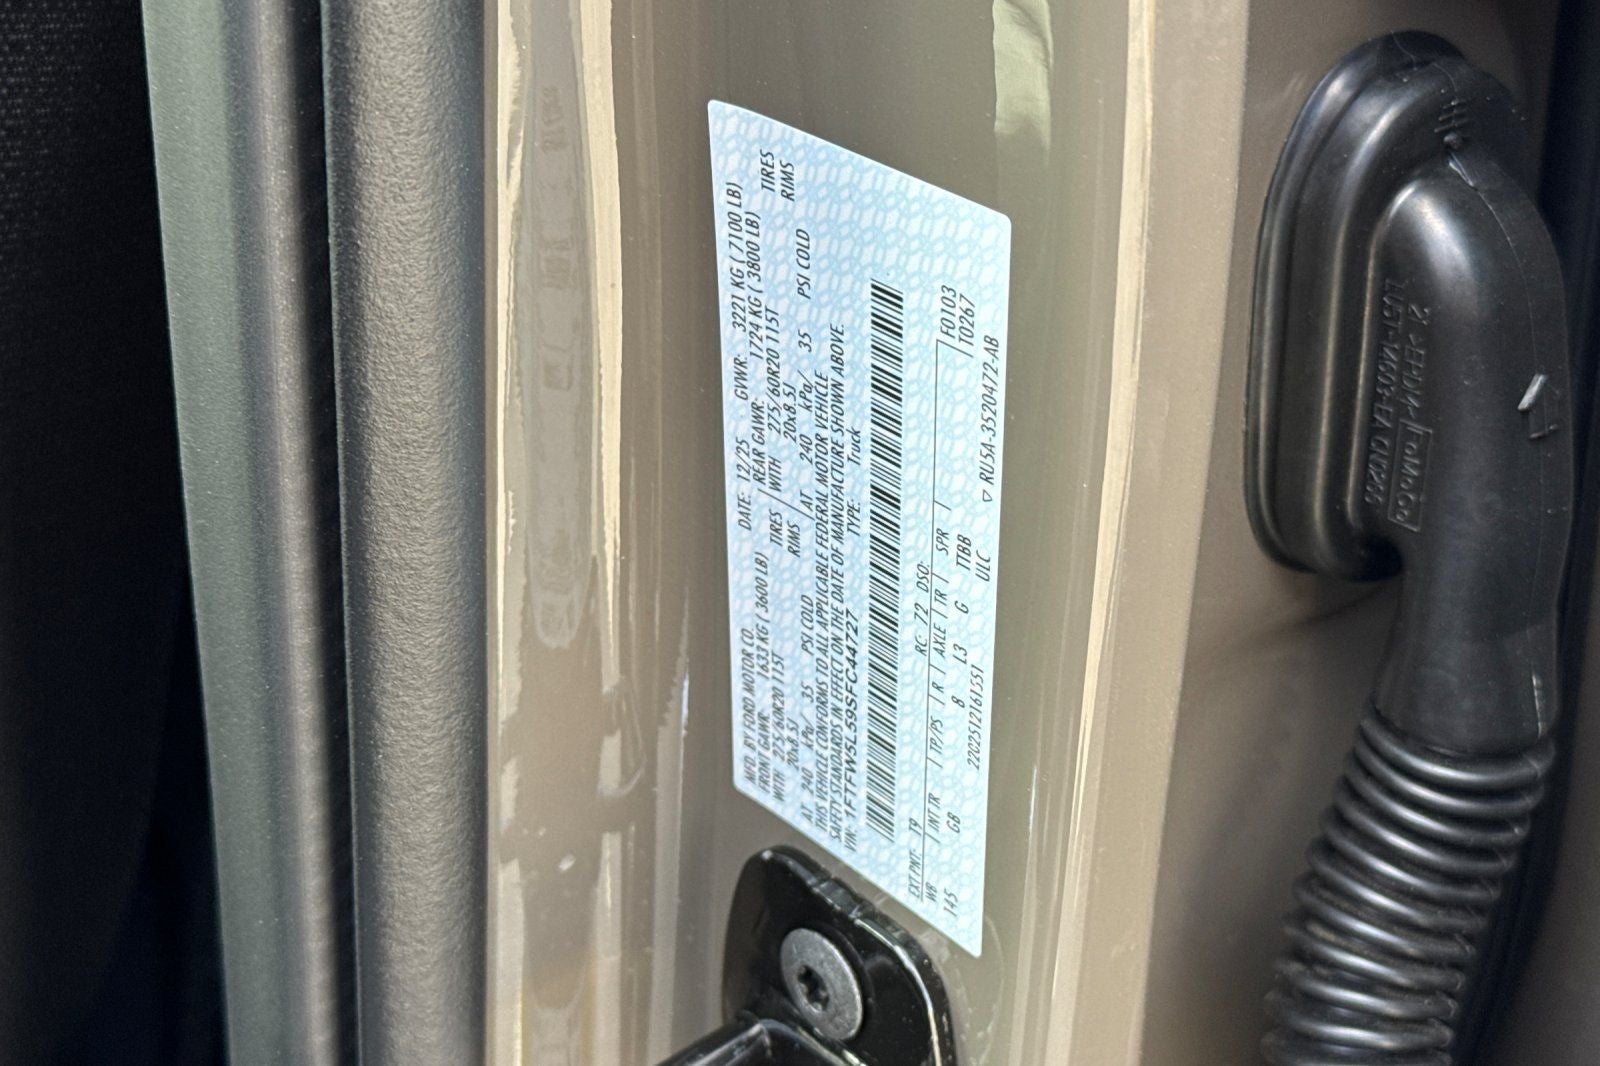 MFD. BY FORD MOTOR CO. DATE: 12/25 GVWR: 3221 KG ( 7100 LB)
FRONT GAWR: 1633 KG ( 3600 LB) REAR GAWR: 1724 KG ( 3800 LB)
WITH 275/60R20 115T TIRES WITH 275/60R20 115T TIRES
20x8.5J RIMS 20x8.5J RIMS
AT 240 kPa/ 35 PSI COLD AT 240 kPa/ 35 PSI COLD
THIS VEHICLE CONFORMS TO ALL APPLICABLE FEDERAL MOTOR VEHICLE
SAFETY STANDARDS IN EFFECT ON THE DATE OF MANUFACTURE SHOWN ABOVE.
VIN: 1FTFW5L59SFC44727 TYPE: Truck
EXT PNT: T9 RC: 72 DSO: F0103
WB INT TR TP/PS R AXLE TR SPR T0267
145 GB 8 L3 G TTBB
2202512161551 ULC ▽ RU5A-3520472-AB
>EPDM<
FoMoCo